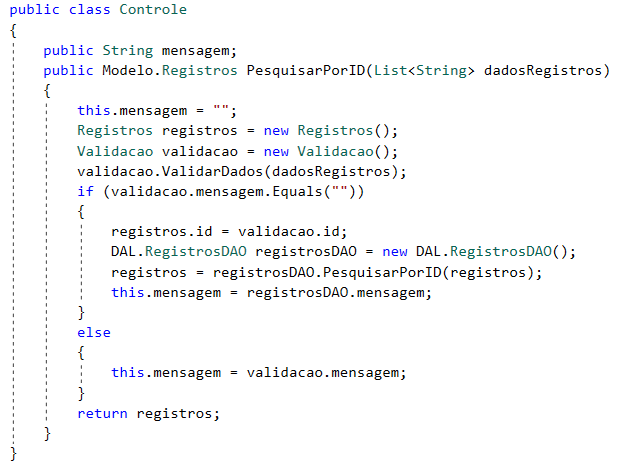 public class Controle
{
public String mensagem;
public Modelo.Registros PesquisarPorID(List<String> dadosRegistros)
{
this.mensagem = "";
Registros registros = new Registros();
Validacao validacao = new Validacao();
validacao.ValidarDados(dadosRegistros);
if (validacao.mensagem.Equals(""))
{
registros.id = validacao.id;
DAL.RegistrosDAO registrosDAO = new DAL.RegistrosDAO();
registros = registrosDAO.PesquisarPorID(registros);
this.mensagem = registrosDAO.mensagem;
}
else
{
this.mensagem = validacao.mensagem;
}
return registros;
}
}